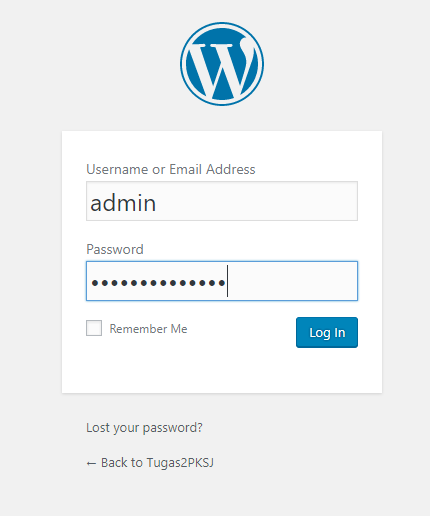 Username or Email Address
admin
Password
••••••••••••••
Remember Me
Log In
Lost your password?
← Back to Tugas2PKSJ